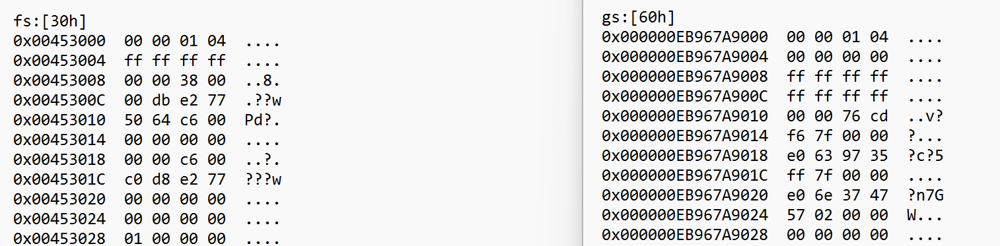 fs:[30h]
0x00453000  00 00 01 04  ....
0x00453004  ff ff ff ff  ....
0x00453008  00 00 38 00  ..8.
0x0045300C  00 db e2 77  .??w
0x00453010  50 64 c6 00  Pd?.
0x00453014  00 00 00 00  ....
0x00453018  00 00 c6 00  ..?.
0x0045301C  c0 d8 e2 77  ???w
0x00453020  00 00 00 00  ....
0x00453024  00 00 00 00  ....
0x00453028  01 00 00 00  ....
gs:[60h]
0x000000EB967A9000  00 00 01 04  ....
0x000000EB967A9004  00 00 00 00  ....
0x000000EB967A9008  ff ff ff ff  ....
0x000000EB967A900C  ff ff ff ff  ....
0x000000EB967A9010  00 00 76 cd  ..v?
0x000000EB967A9014  f6 7f 00 00  ?...
0x000000EB967A9018  e0 63 97 35  ?c?5
0x000000EB967A901C  ff 7f 00 00  ....
0x000000EB967A9020  e0 6e 37 47  ?n7G
0x000000EB967A9024  57 02 00 00  W...
0x000000EB967A9028  00 00 00 00  ....